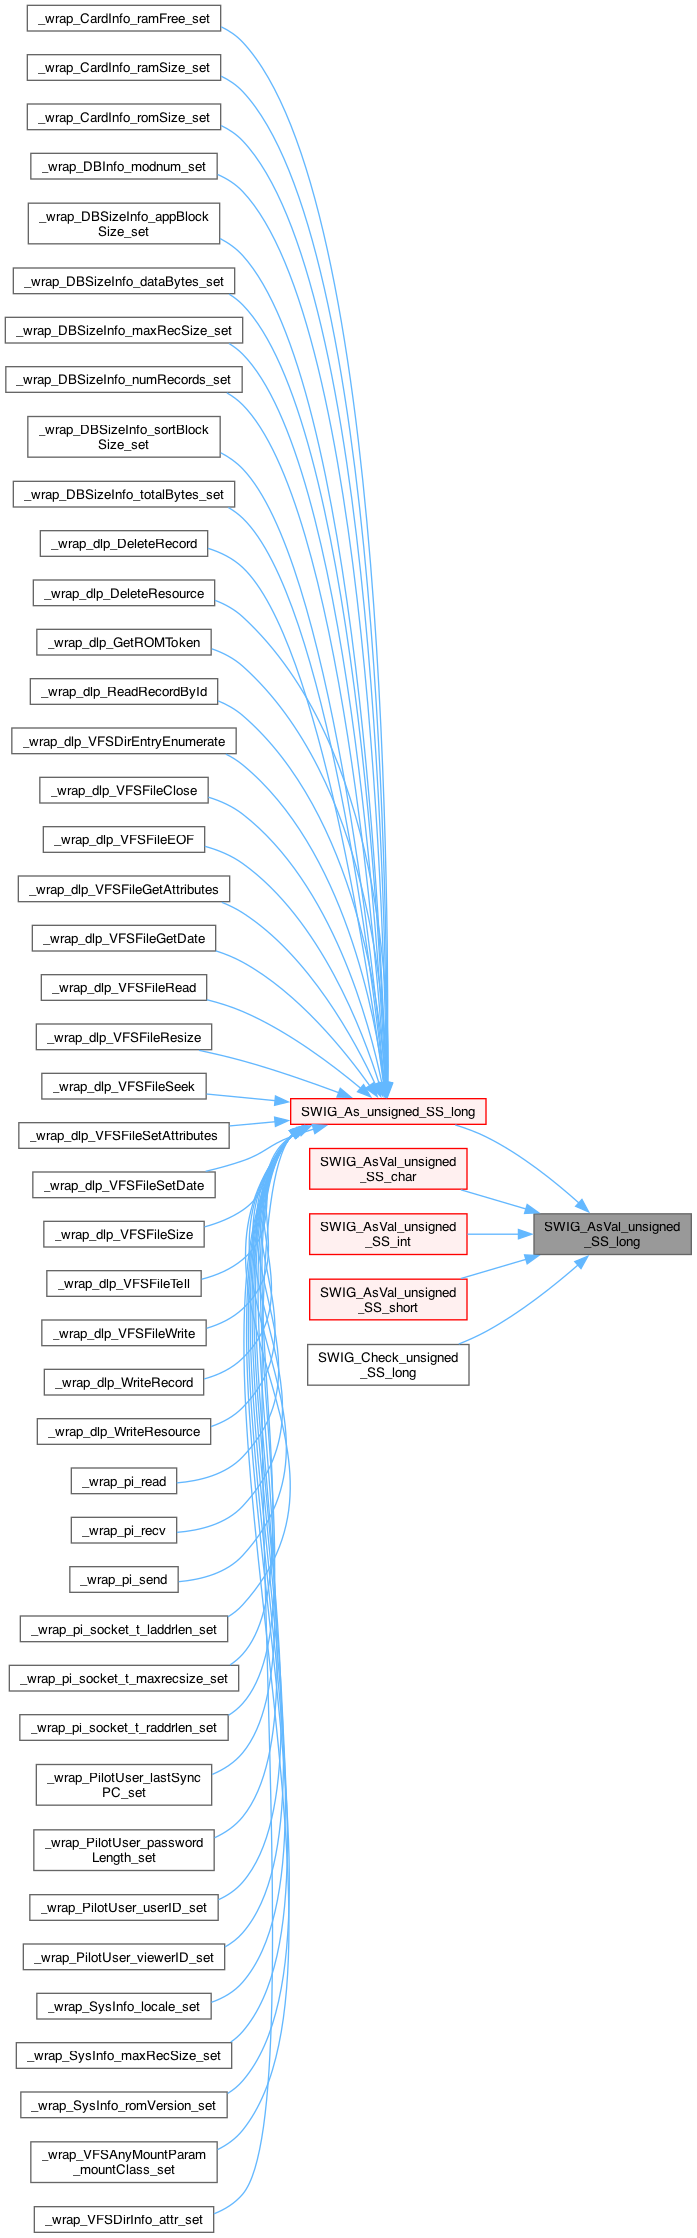 _wrap_CardInfo_ramFree_set
_wrap_CardInfo_ramSize_set
_wrap_CardInfo_romSize_set
_wrap_DBInfo_modnum_set
_wrap_DBSizeInfo_appBlock
Size_set
_wrap_DBSizeInfo_dataBytes_set
_wrap_DBSizeInfo_maxRecSize_set
_wrap_DBSizeInfo_numRecords_set
_wrap_DBSizeInfo_sortBlock
Size_set
_wrap_DBSizeInfo_totalBytes_set
_wrap_dlp_DeleteRecord
_wrap_dlp_DeleteResource
_wrap_dlp_GetROMToken
_wrap_dlp_ReadRecordById
_wrap_dlp_VFSDirEntryEnumerate
_wrap_dlp_VFSFileClose
_wrap_dlp_VFSFileEOF
_wrap_dlp_VFSFileGetAttributes
_wrap_dlp_VFSFileGetDate
_wrap_dlp_VFSFileRead
_wrap_dlp_VFSFileResize
_wrap_dlp_VFSFileSeek
_wrap_dlp_VFSFileSetAttributes
_wrap_dlp_VFSFileSetDate
_wrap_dlp_VFSFileSize
_wrap_dlp_VFSFileTell
_wrap_dlp_VFSFileWrite
_wrap_dlp_WriteRecord
_wrap_dlp_WriteResource
_wrap_pi_read
_wrap_pi_recv
_wrap_pi_send
_wrap_pi_socket_t_laddrlen_set
_wrap_pi_socket_t_maxrecsize_set
_wrap_pi_socket_t_raddrlen_set
_wrap_PilotUser_lastSync
PC_set
_wrap_PilotUser_password
Length_set
_wrap_PilotUser_userID_set
_wrap_PilotUser_viewerID_set
_wrap_SysInfo_locale_set
_wrap_SysInfo_maxRecSize_set
_wrap_SysInfo_romVersion_set
_wrap_VFSAnyMountParam
_mountClass_set
_wrap_VFSDirInfo_attr_set
SWIG_As_unsigned_SS_long
SWIG_AsVal_unsigned
_SS_char
SWIG_AsVal_unsigned
_SS_int
SWIG_AsVal_unsigned
_SS_short
SWIG_Check_unsigned
_SS_long
SWIG_AsVal_unsigned
_SS_long